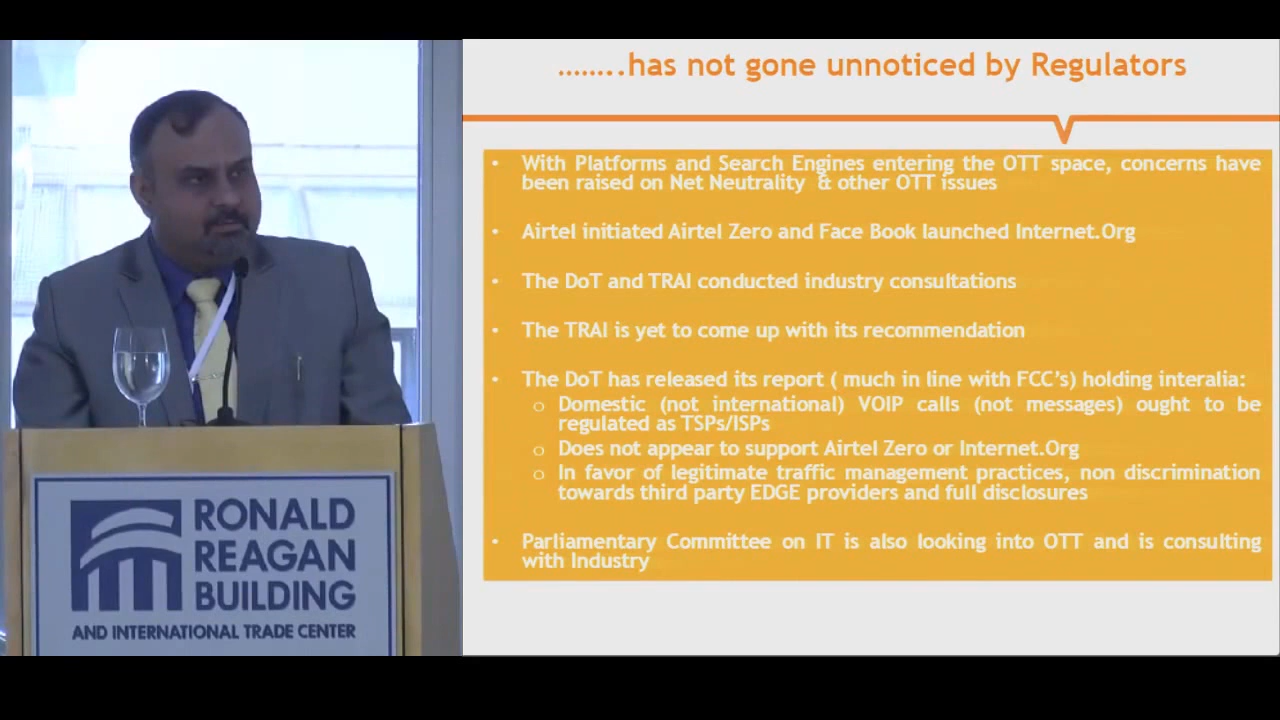 ........has not gone unnoticed by Regulators
• With Platforms and Search Engines entering the OTT space, concerns have
been raised on Net Neutrality & other OTT issues
• Airtel initiated Airtel Zero and Face Book launched Internet.Org
• The DoT and TRAI conducted industry consultations
• The TRAI is yet to come up with its recommendation
• The DoT has released its report ( much in line with FCC's) holding interalia:
o Domestic (not international) VOIP calls (not messages) ought to be
regulated as TSPs/ISPs
o Does not appear to support Airtel Zero or Internet.Org
o In favor of legitimate traffic management practices, non discrimination
towards third party EDGE providers and full disclosures
• Parliamentary Committee on IT is also looking into OTT and is consulting
with Industry
RONALD
REAGAN
BUILDING
AND INTERNATIONAL TRADE CENTER